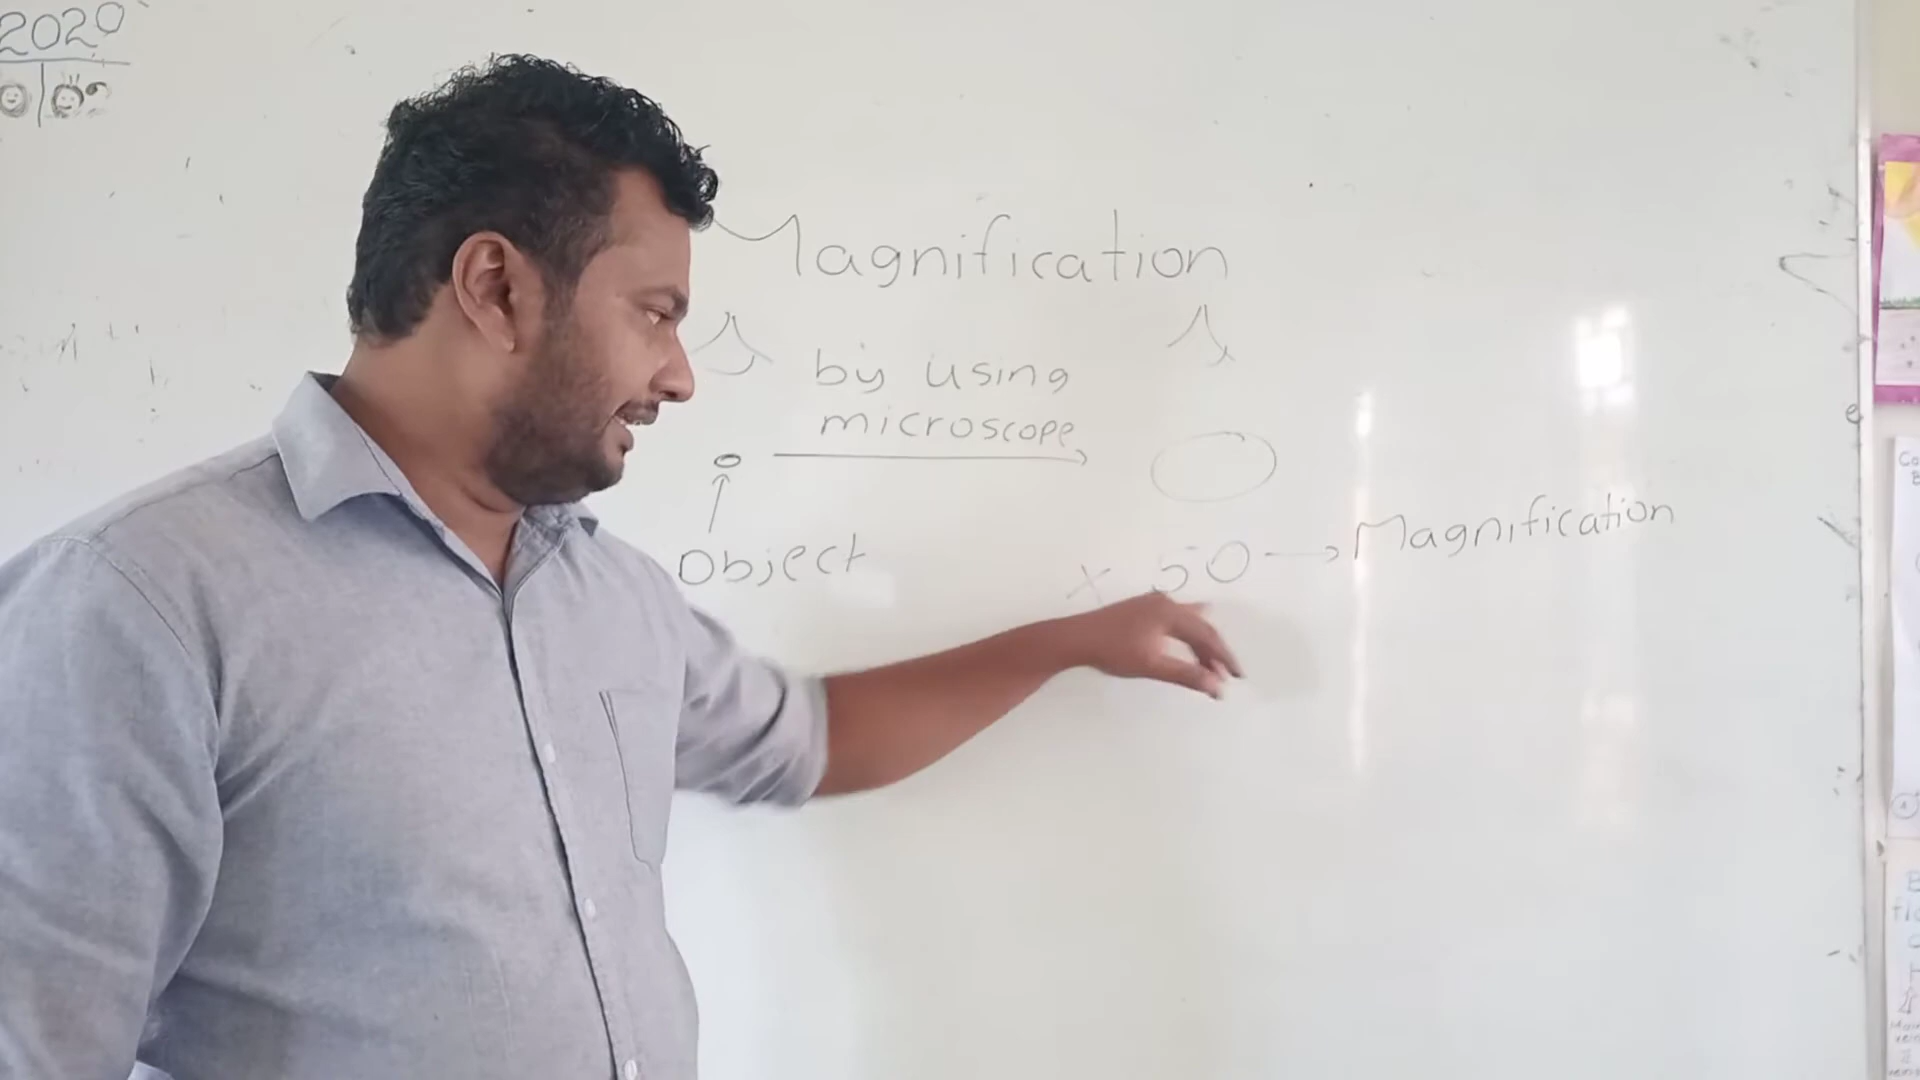 2020
Magnification
by using
microscope
Object
x 50 → Magnification